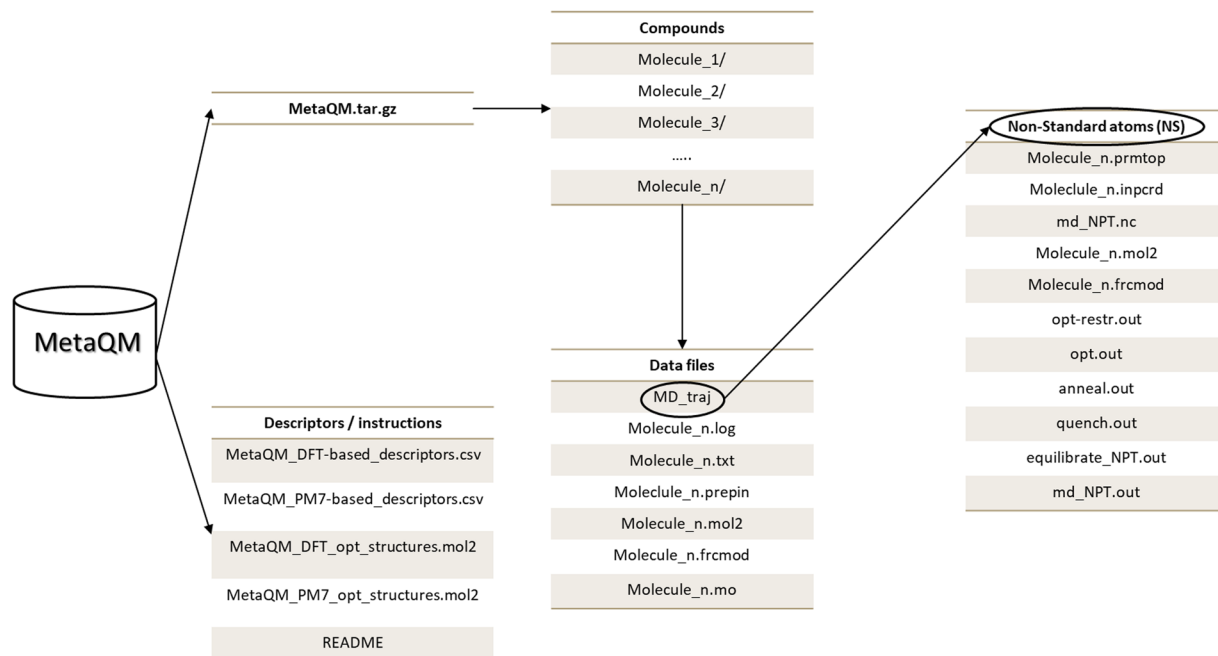 MetaQM
MetaQM.tar.gz
Compounds
Molecule_1/
Molecule_2/
Molecule_3/
.....
Molecule_n/
Descriptors / instructions
MetaQM_DFT-based_descriptors.csv
MetaQM_PM7-based_descriptors.csv
MetaQM_DFT_opt_structures.mol2
MetaQM_PM7_opt_structures.mol2
README
Data files
MD_traj
Molecule_n.log
Molecule_n.txt
Moleclule_n.prepin
Molecule_n.mol2
Molecule_n.frcmod
Molecule_n.mo
Non-Standard atoms (NS)
Molecule_n.prmtop
Moleclule_n.inpcrd
md_NPT.nc
Molecule_n.mol2
Molecule_n.frcmod
opt-restr.out
opt.out
anneal.out
quench.out
equilibrate_NPT.out
md_NPT.out